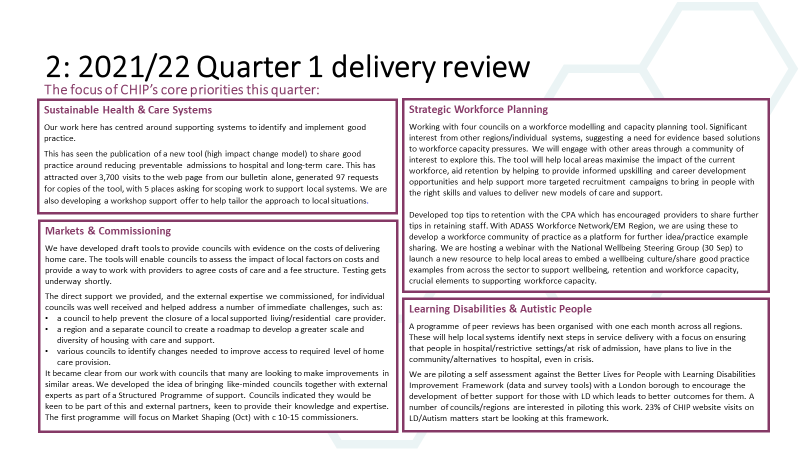 2: 2021/22 Quarter 1 delivery review
The focus of CHIP's core priorities this quarter:
Sustainable Health & Care Systems
Our work here has centred around supporting systems to identify and implement good
practice.
This has seen the publication of a new tool (high impact change model) to share good
practice around reducing preventable admissions to hospital and long-term care. This has
attracted over 3,700 visits to the web page from our bulletin alone, generated 97 requests
for copies of the tool, with 5 places asking for scoping work to support local systems. We are
also developing a workshop support offer to help tailor the approach to local situations.
Markets & Commissioning
We have developed draft tools to provide councils with evidence on the costs of delivering
home care. The tools will enable councils to assess the impact of local factors on costs and
provide a way to work with providers to agree costs of care and a fee structure. Testing gets
underway shortly.
The direct support we provided, and the external expertise we commissioned, for individual
councils was well received and helped address a number of immediate challenges, such as:
• a council to help prevent the closure of a local supported living/residential care provider.
• a region and a separate council to create a roadmap to develop a greater scale and
diversity of housing with care and support.
• various councils to identify changes needed to improve access to required level of home
care provision.
It became clear from our work with councils that many are looking to make improvements in
similar areas. We developed the idea of bringing like-minded councils together with external
experts as part of a Structured Programme of support. Councils indicated they would be
keen to be part of this and external partners, keen to provide their knowledge and expertise.
The first programme will focus on Market Shaping (Oct) with c 10-15 commissioners.
Strategic Workforce Planning
Working with four councils on a workforce modelling and capacity planning tool. Significant
interest from other regions/individual systems, suggesting a need for evidence based solutions
to workforce capacity pressures. We will engage with other areas through a community of
interest to explore this. The tool will help local areas maximise the impact of the current
workforce, aid retention by helping to provide informed upskilling and career development
opportunities and help support more targeted recruitment campaigns to bring in people with
the right skills and values to deliver new models of care and support.
Developed top tips to retention with the CPA which has encouraged providers to share further
tips in retaining staff. With ADASS Workforce Network/EM Region, we are using these to
develop a workforce community of practice as a platform for further idea/practice example
sharing. We are hosting a webinar with the National Wellbeing Steering Group (30 Sep) to
launch a new resource to help local areas to embed a wellbeing culture/share good practice
examples from across the sector to support wellbeing, retention and workforce capacity,
crucial elements to supporting workforce capacity.
Learning Disabilities & Autistic People
A programme of peer reviews has been organised with one each month across all regions.
These will help local systems identify next steps in service delivery with a focus on ensuring
that people in hospital/restrictive settings/at risk of admission, have plans to live in the
community/alternatives to hospital, even in crisis.
We are piloting a self assessment against the Better Lives for People with Learning Disabilities
Improvement Framework (data and survey tools) with a London borough to encourage the
development of better support for those with LD which leads to better outcomes for them. A
number of councils/regions are interested in piloting this work. 23% of CHIP website visits on
LD/Autism matters start be looking at this framework.